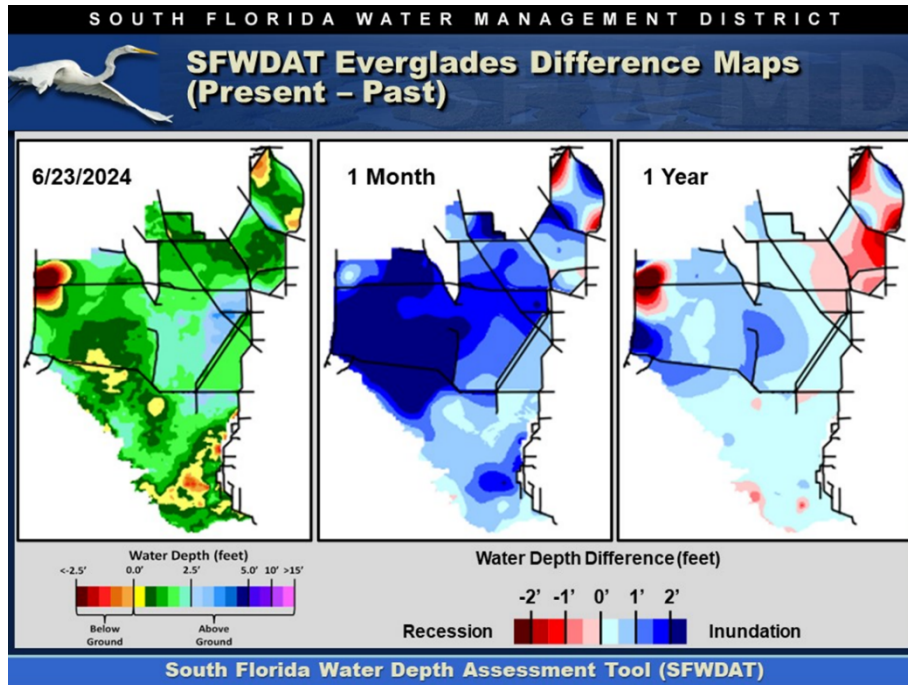 SOUTH FLORIDA WATER MANAGEMENT DISTRICT
SFWDAT Everglades Difference Maps
(Present – Past)
SFWMD
6/23/2024
1 Month
1 Year
Water Depth (feet)
<-2.5' 0.0' 2.5' 5.0' 10' >15'
Below
Ground
Above
Ground
Water Depth Difference (feet)
-2' -1' 0' 1' 2'
Recession
Inundation
South Florida Water Depth Assessment Tool (SFWDAT)